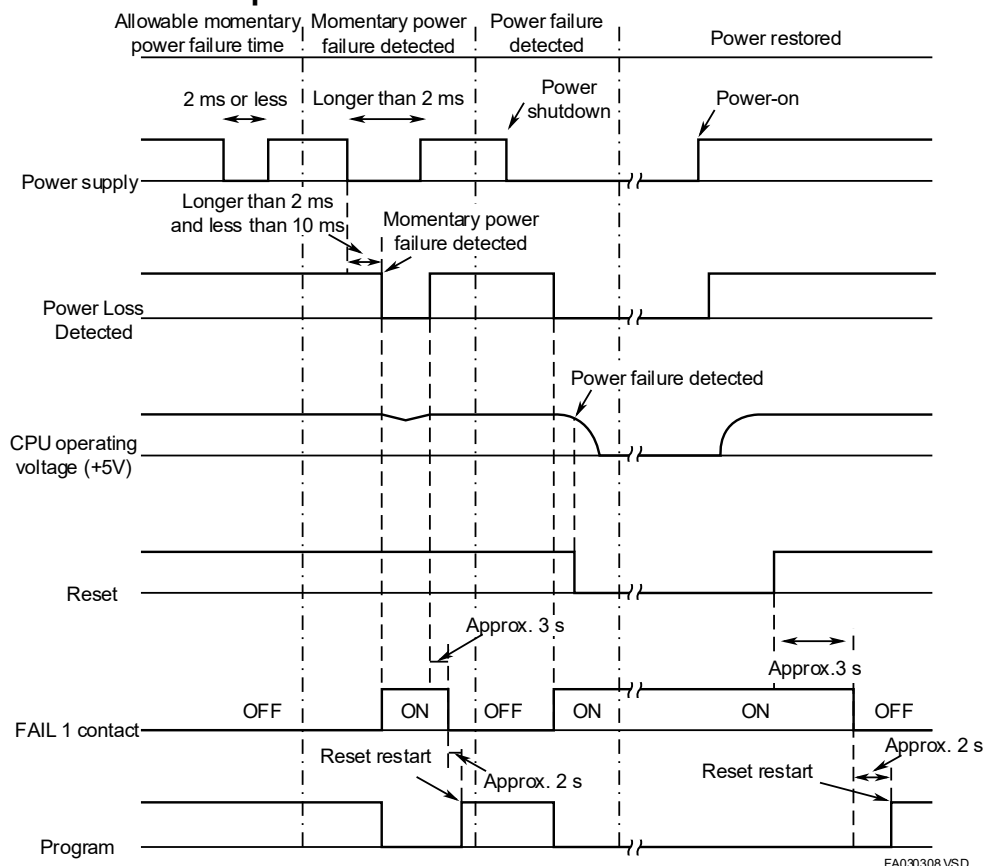 Allowable momentary power failure time
Momentary power failure detected
Power failure detected
Power restored
2 ms or less
Longer than 2 ms
Power shutdown
Power-on
Power supply
Longer than 2 ms and less than 10 ms
Momentary power failure detected
Power Loss Detected
Power failure detected
CPU operating voltage (+5V)
Reset
Approx. 3 s
Approx.3 s
OFF
ON
OFF
ON
ON
OFF
FAIL 1 contact
Approx. 2 s
Reset restart
Approx. 2 s
Reset restart
Program
FA030308.VSD